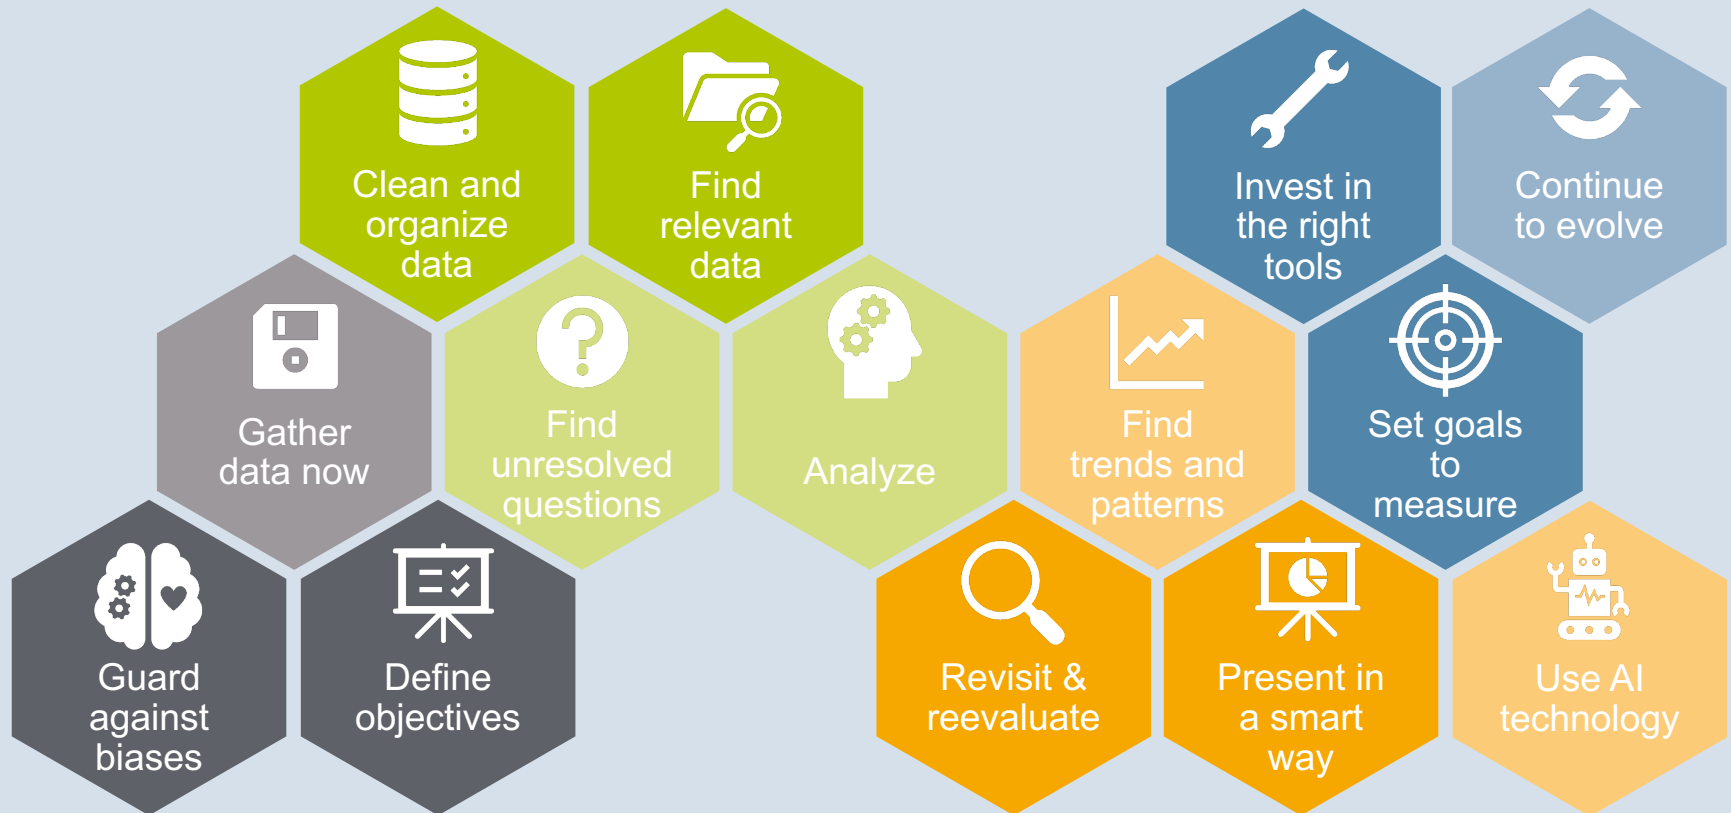 Clean and
organize
data
Find
relevant
data
Invest in
the right
tools
Continue
to evolve
Gather
data now
Find
unresolved
questions
Analyze
Find
trends and
patterns
Set goals
to
measure
Guard
against
biases
Define
objectives
Revisit &
reevaluate
Present in
a smart
way
Use AI
technology